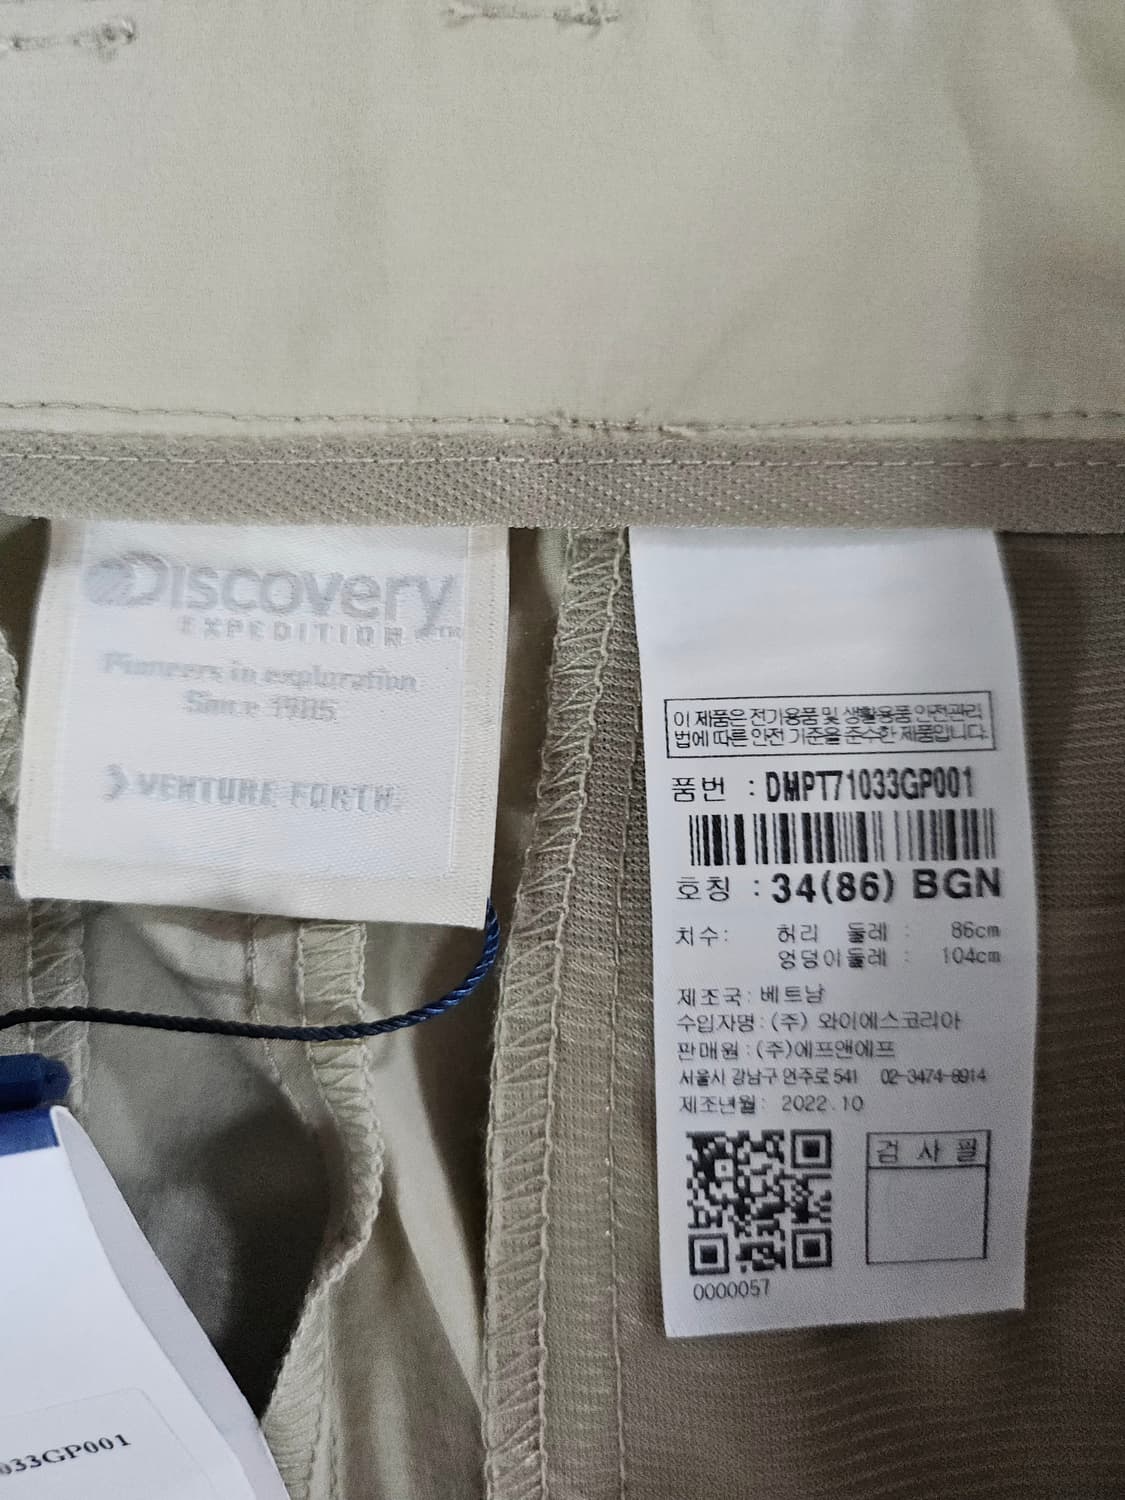 DISCOVERY
EXPEDITION
Pioneers in exploration
Since 1985
VENTURE FORTH.
이 제품은 전기용품 및 생활용품 안전관리
법에 따른 안전 기준을 준수한 제품입니다.
품번 : DMPT71033GP001
호칭 : 34(86) BGN
치수: 허리 둘레 : 86cm
엉덩이둘레 : 104cm
제조국: 베트남
수입자명: (주) 와이에스코리아
판매원 : (주)에프앤에프
서울시 강남구 언주로 541 02-3474-8914
제조년월: 2022.10
검 사 필
0000057
033GP001